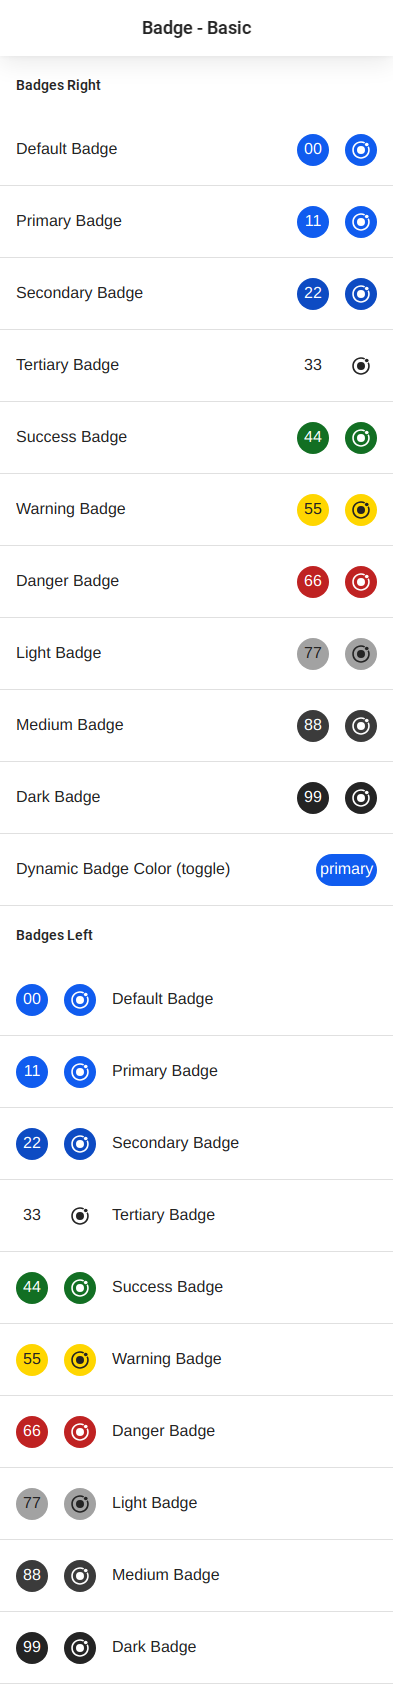 Badge - Basic
Badges Right
Default Badge 00
Primary Badge 11
Secondary Badge 22
Tertiary Badge 33
Success Badge 44
Warning Badge 55
Danger Badge 66
Light Badge 77
Medium Badge 88
Dark Badge 99
Dynamic Badge Color (toggle) primary
Badges Left
00 Default Badge
11 Primary Badge
22 Secondary Badge
33 Tertiary Badge
44 Success Badge
55 Warning Badge
66 Danger Badge
77 Light Badge
88 Medium Badge
99 Dark Badge